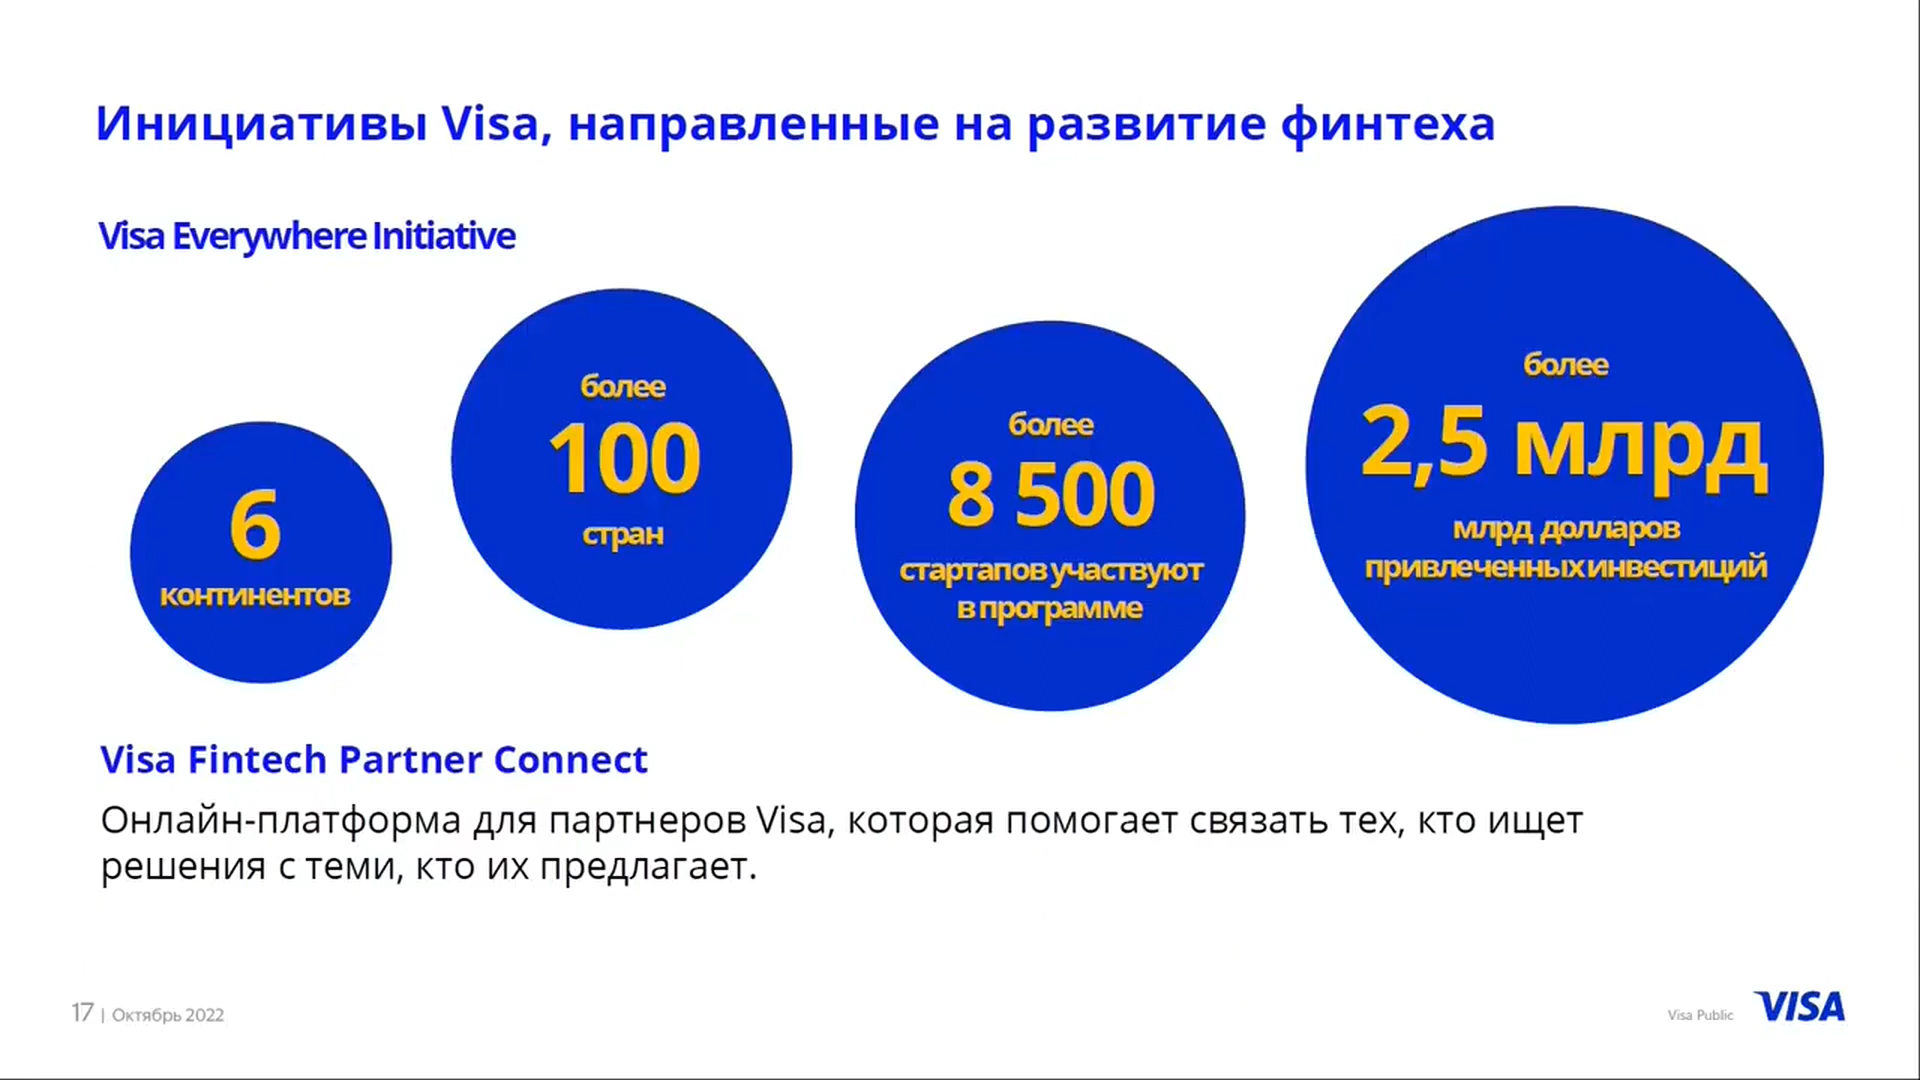 Инициативы Visa, направленные на развитие финтеха
Visa Everywhere Initiative
6
континентов
более
100
стран
более
8 500
стартапов участвуют
в программе
более
2,5 млрд
млрд долларов
привлеченных инвестиций
Visa Fintech Partner Connect
Онлайн-платформа для партнеров Visa, которая помогает связать тех, кто ищет
решения с теми, кто их предлагает.
17 | Октябрь 2022
Visa Public
VISA